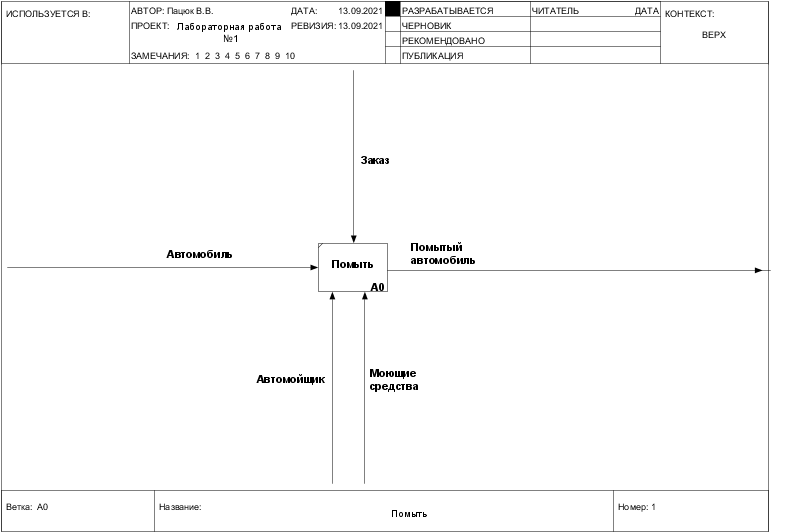 ИСПОЛЬЗУЕТСЯ В:
АВТОР: Пацюк В.В.
ДАТА: 13.09.2021
РАЗРАБАТЫВАЕТСЯ
ЧИТАТЕЛЬ
ДАТА
КОНТЕКСТ:
ПРОЕКТ: Лабораторная работа
№1
РЕВИЗИЯ: 13.09.2021
ЧЕРНОВИК
РЕКОМЕНДОВАНО
ВЕРХ
ЗАМЕЧАНИЯ: 1 2 3 4 5 6 7 8 9 10
ПУБЛИКАЦИЯ
Заказ
Автомобиль
Помыть
A0
Помытый
автомобиль
Автомойщик
Моющие
средства
Ветка: A0
Название:
Помыть
Номер: 1